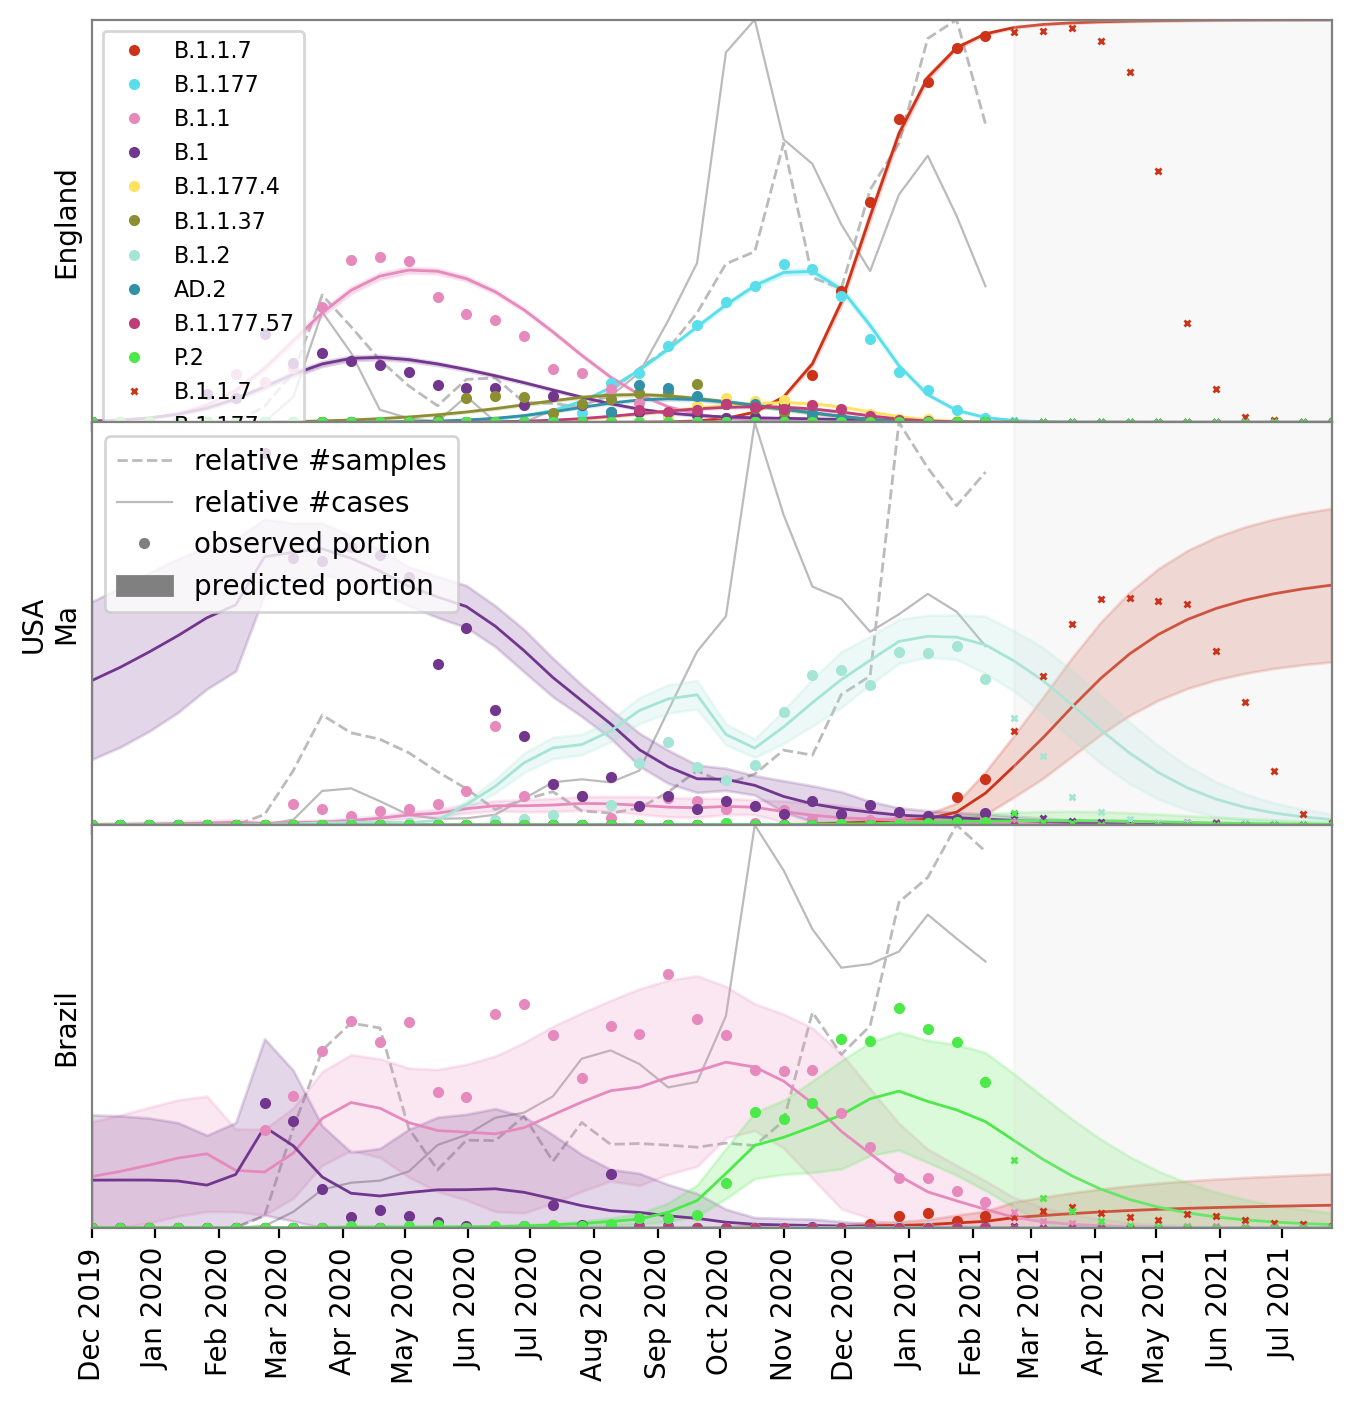 B.1.1.7
B.1.177
B.1.1
B.1
B.1.177.4
B.1.1.37
B.1.2
AD.2
B.1.177.57
P.2
B.1.1.7
B.1.177
England
relative #samples
relative #cases
observed portion
predicted portion
USA
Ma
Brazil
Dec 2019
Jan 2020
Feb 2020
Mar 2020
Apr 2020
May 2020
Jun 2020
Jul 2020
Aug 2020
Sep 2020
Oct 2020
Nov 2020
Dec 2020
Jan 2021
Feb 2021
Mar 2021
Apr 2021
May 2021
Jun 2021
Jul 2021